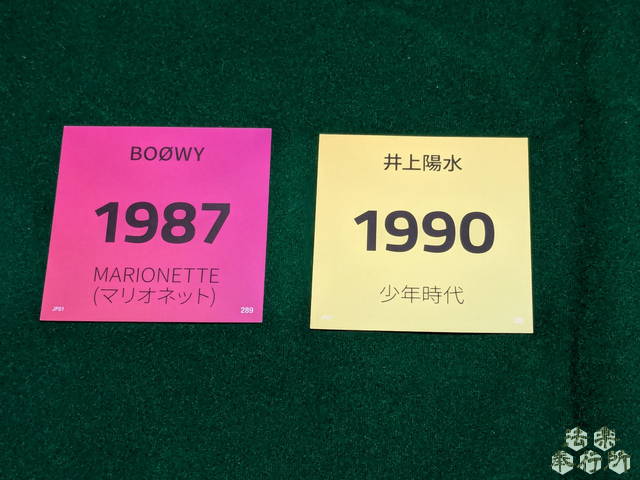 BOØWY
1987
MARIONETTE
(マリオネット)
JP01
289
井上陽水
1990
少年時代